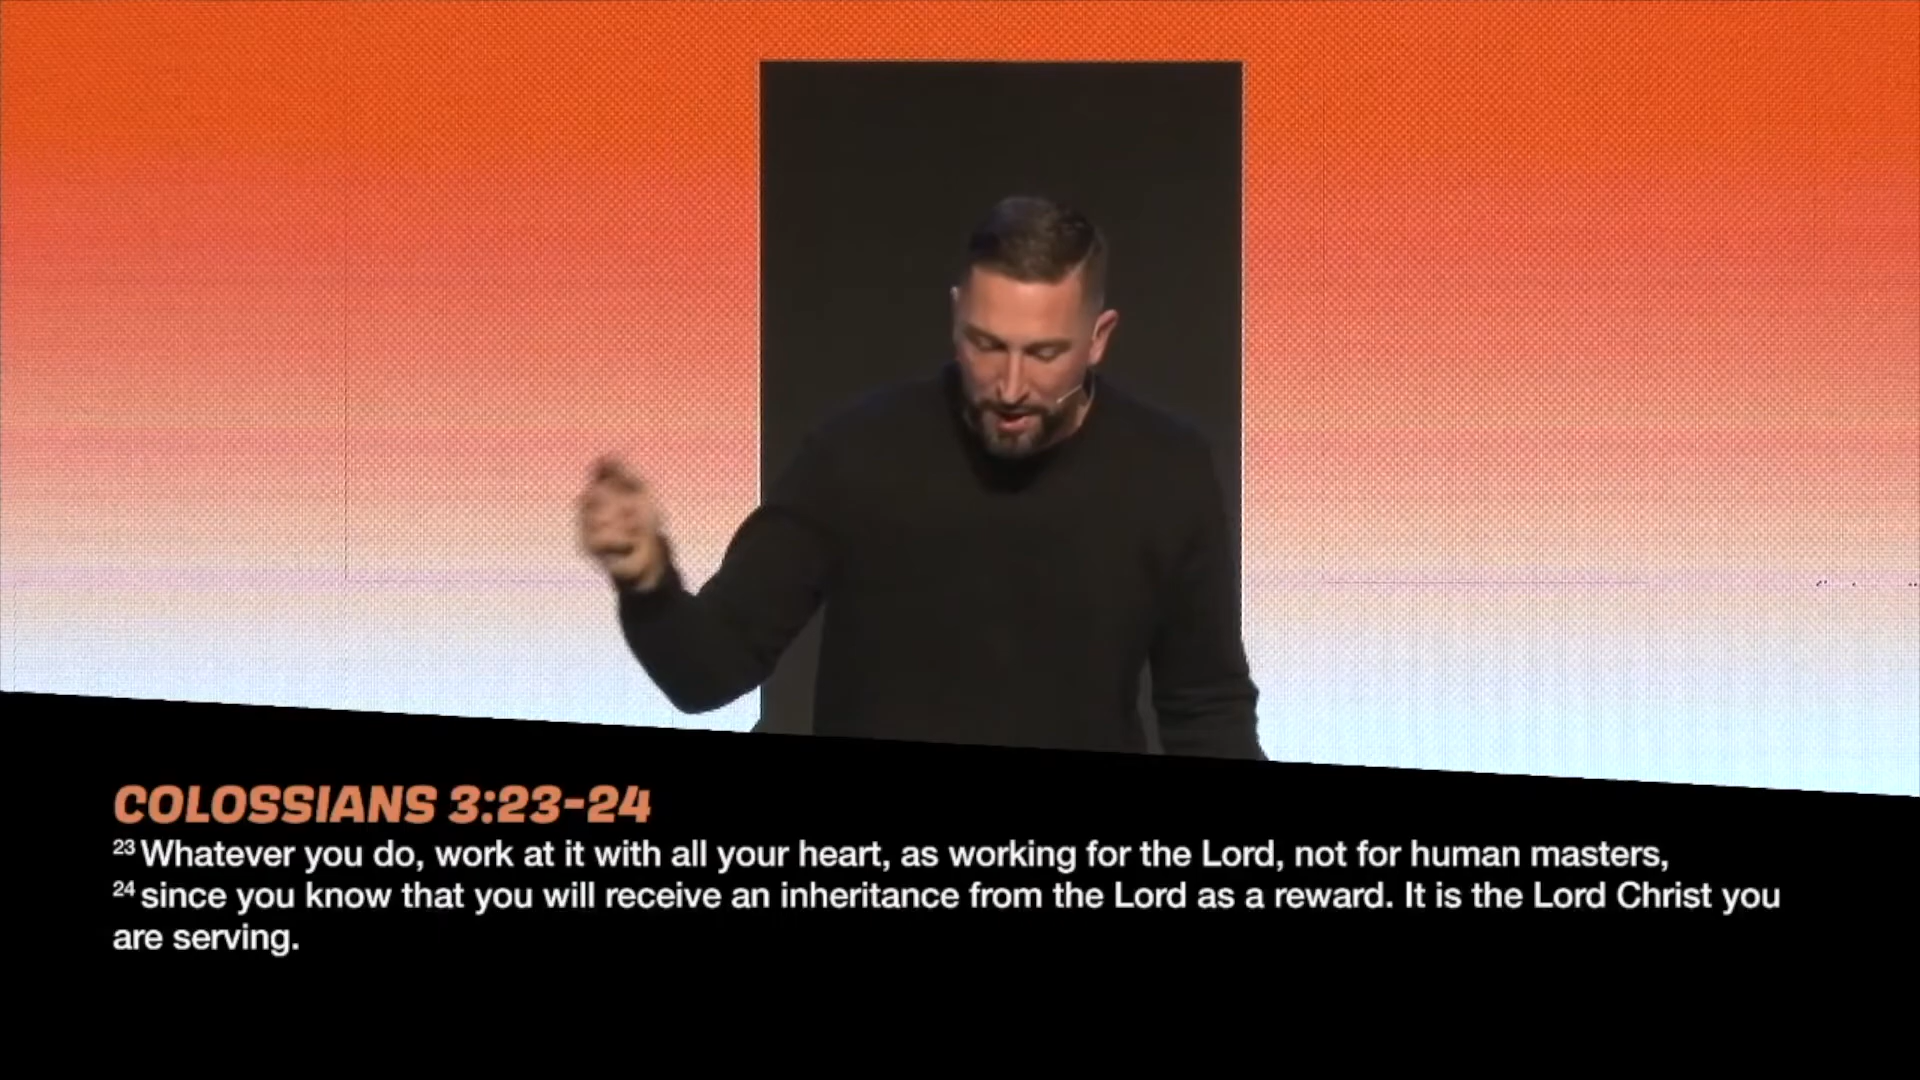 COLOSSIANS 3:23-24
23 Whatever you do, work at it with all your heart, as working for the Lord, not for human masters,
24 since you know that you will receive an inheritance from the Lord as a reward. It is the Lord Christ you
are serving.